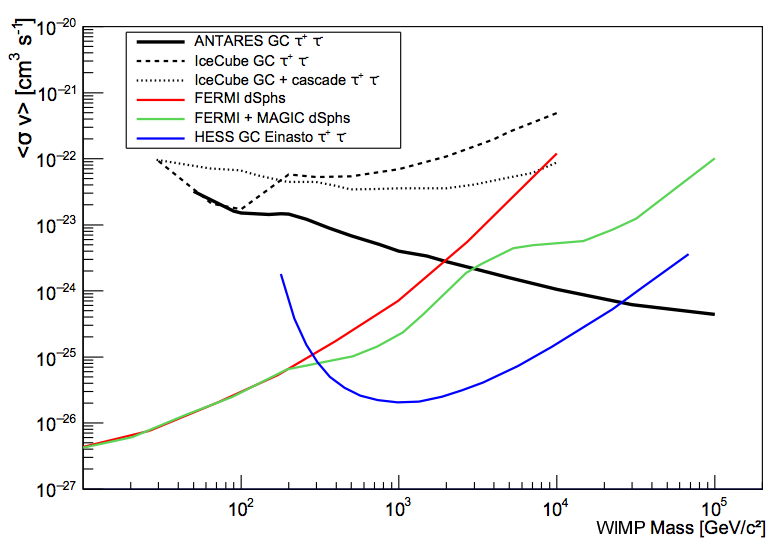 <σ v> [cm³ s⁻¹]
10⁻²⁰
10⁻²¹
10⁻²²
10⁻²³
10⁻²⁴
10⁻²⁵
10⁻²⁶
10⁻²⁷
ANTARES GC τ⁺ τ⁻
IceCube GC τ⁺ τ⁻
IceCube GC + cascade τ⁺ τ⁻
FERMI dSphs
FERMI + MAGIC dSphs
HESS GC Einasto τ⁺ τ⁻
10² 10³ 10⁴ 10⁵
WIMP Mass [GeV/c²]